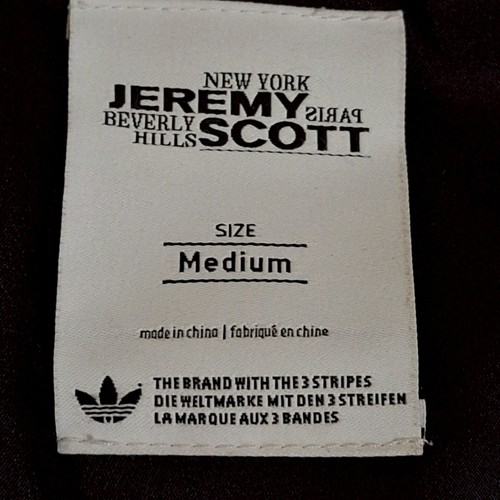 NEW YORK
JEREMY PARIS
BEVERLY
HILLS SCOTT
SIZE
Medium
made in china | fabriqué en chine
THE BRAND WITH THE 3 STRIPES
DIE WELTMARKE MIT DEN 3 STREIFEN
LA MARQUE AUX 3 BANDES